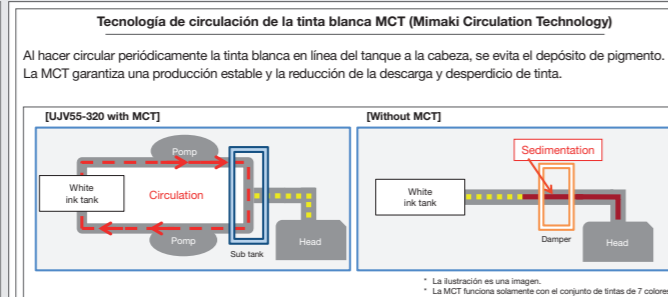 Tecnología de circulación de la tinta blanca MCT (Mimaki Circulation Technology)
Al hacer circular periódicamente la tinta blanca en línea del tanque a la cabeza, se evita el depósito de pigmento.
La MCT garantiza una producción estable y la reducción de la descarga y desperdicio de tinta.
[UJV55-320 with MCT]
Pomp
White
ink tank
Circulation
Pomp
Sub tank
Head
[Without MCT]
Sedimentation
White
ink tank
Damper
Head
* La ilustración es una imagen.
* La MCT funciona solamente con el conjunto de tintas de 7 colores